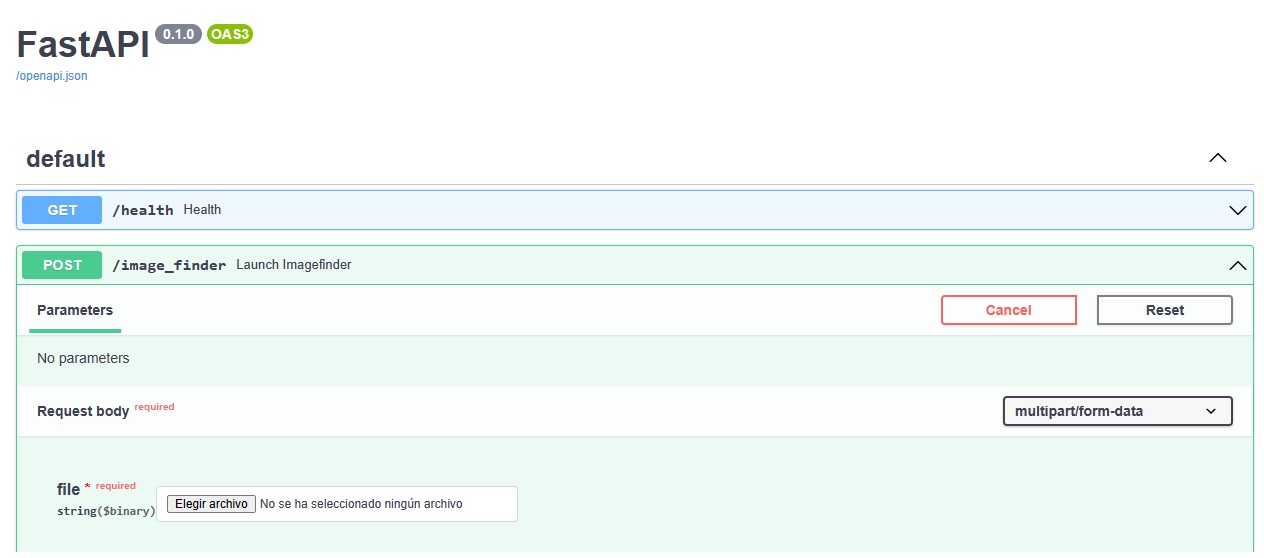 FastAPI 0.1.0 OAS3
/openapi.json
default
GET /health Health
POST /image_finder Launch Imagefinder
Parameters Cancel Reset
No parameters
Request body required multipart/form-data
file * required
string($binary) Elegir archivo No se ha seleccionado ningún archivo